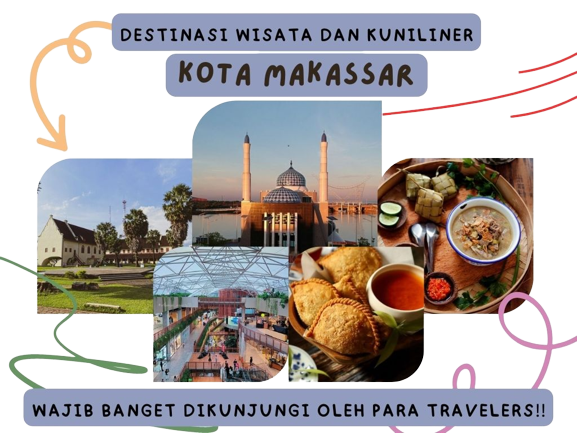 DESTINASI WISATA DAN KUNILINER
KOTA MAKASSAR
WAJIB BANGET DIKUNJUNGI OLEH PARA TRAVELERS!!